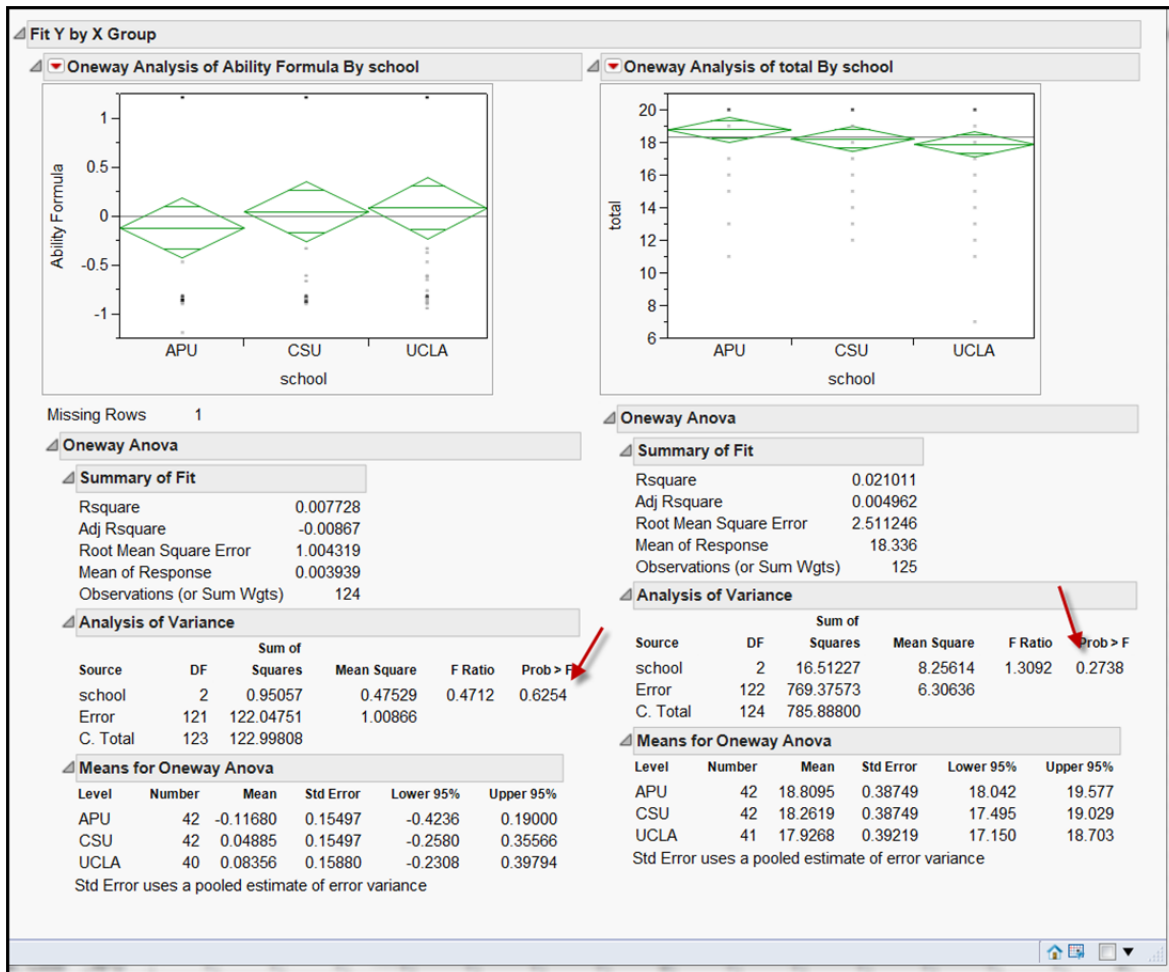 Fit Y by X Group
Oneway Analysis of Ability Formula By school
Ability Formula
1
0.5
0
-0.5
-1
APU CSU UCLA
school
Missing Rows 1
Oneway Anova
Summary of Fit
Rsquare 0.007728
Adj Rsquare -0.00867
Root Mean Square Error 1.004319
Mean of Response 0.003939
Observations (or Sum Wgts) 124
Analysis of Variance
Sum of
Source DF Squares Mean Square F Ratio Prob > F
school 2 0.95057 0.47529 0.4712 0.6254
Error 121 122.04751 1.00866
C. Total 123 122.99808
Means for Oneway Anova
Level Number Mean Std Error Lower 95% Upper 95%
APU 42 -0.11680 0.15497 -0.4236 0.19000
CSU 42 0.04885 0.15497 -0.2580 0.35566
UCLA 40 0.08356 0.15880 -0.2308 0.39794
Std Error uses a pooled estimate of error variance
Oneway Analysis of total By school
total
20
18
16
14
12
10
8
6
APU CSU UCLA
school
Oneway Anova
Summary of Fit
Rsquare 0.021011
Adj Rsquare 0.004962
Root Mean Square Error 2.511246
Mean of Response 18.336
Observations (or Sum Wgts) 125
Analysis of Variance
Sum of
Source DF Squares Mean Square F Ratio Prob > F
school 2 16.51227 8.25614 1.3092 0.2738
Error 122 769.37573 6.30636
C. Total 124 785.88800
Means for Oneway Anova
Level Number Mean Std Error Lower 95% Upper 95%
APU 42 18.8095 0.38749 18.042 19.577
CSU 42 18.2619 0.38749 17.495 19.029
UCLA 41 17.9268 0.39219 17.150 18.703
Std Error uses a pooled estimate of error variance